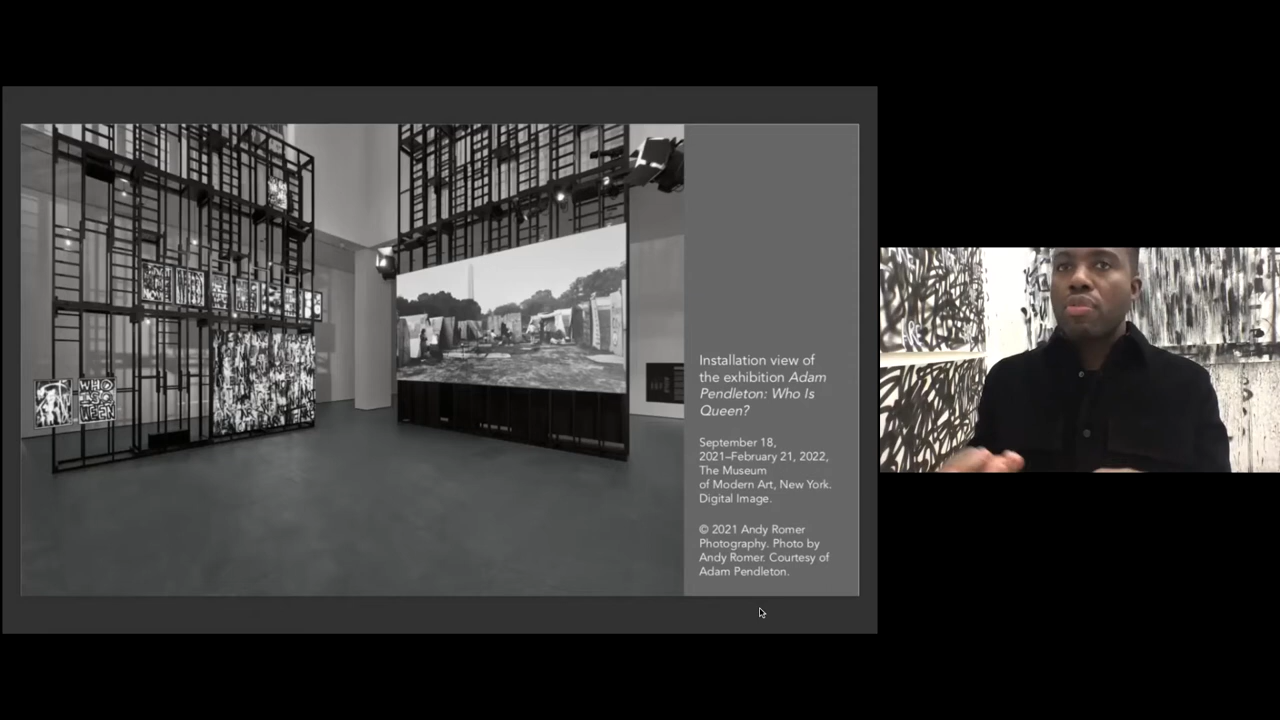 WHO
IS Q
UEEN
Installation view of
the exhibition Adam
Pendleton: Who Is
Queen?
September 18,
2021–February 21, 2022,
The Museum
of Modern Art, New York.
Digital Image.
© 2021 Andy Romer
Photography. Photo by
Andy Romer. Courtesy of
Adam Pendleton.